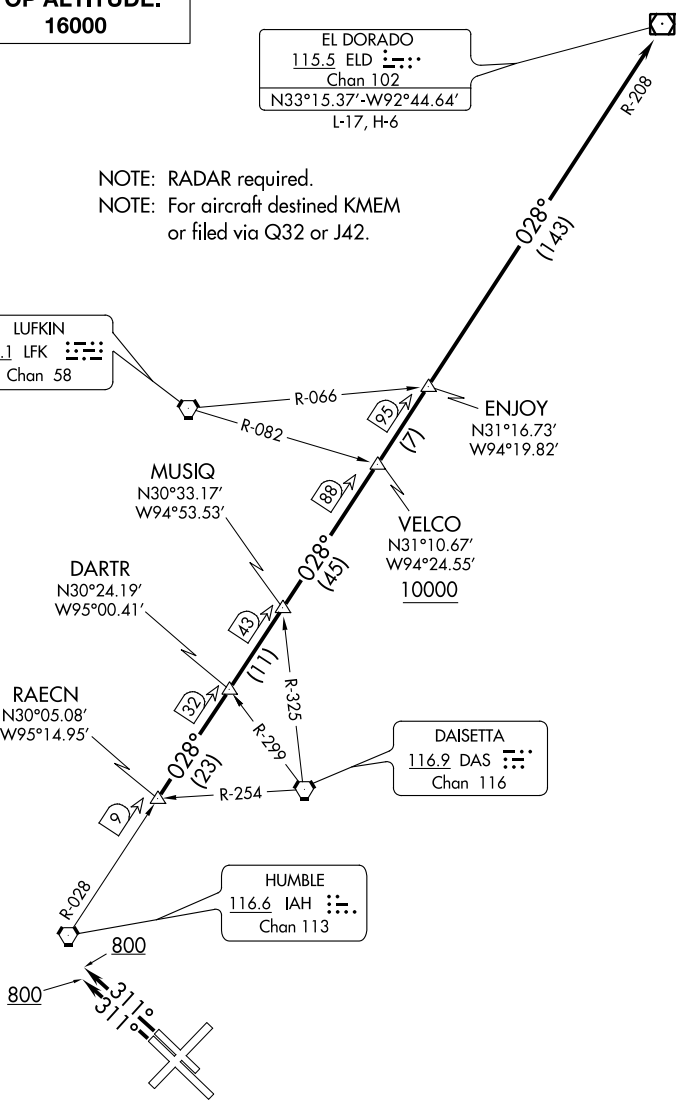 OP ALTITUDE:
16000
EL DORADO
115.5 ELD
Chan 102
N33°15.37'-W92°44.64'
L-17, H-6
R-208
NOTE: RADAR required.
NOTE: For aircraft destined KMEM
or filed via Q32 or J42.
028°
(143)
LUFKIN
.1 LFK
Chan 58
R-066
R-082
95
(7)
ENJOY
N31°16.73'
W94°19.82'
88
VELCO
N31°10.67'
W94°24.55'
10000
MUSIQ
N30°33.17'
W94°53.53'
028°
(45)
DARTR
N30°24.19'
W95°00.41'
43
(11)
R-325
32
R-299
RAECN
N30°05.08'
W95°14.95'
028°
(23)
R-254
DAISETTA
116.9 DAS
Chan 116
9
R-028
HUMBLE
116.6 IAH
Chan 113
800
800
311°
311°